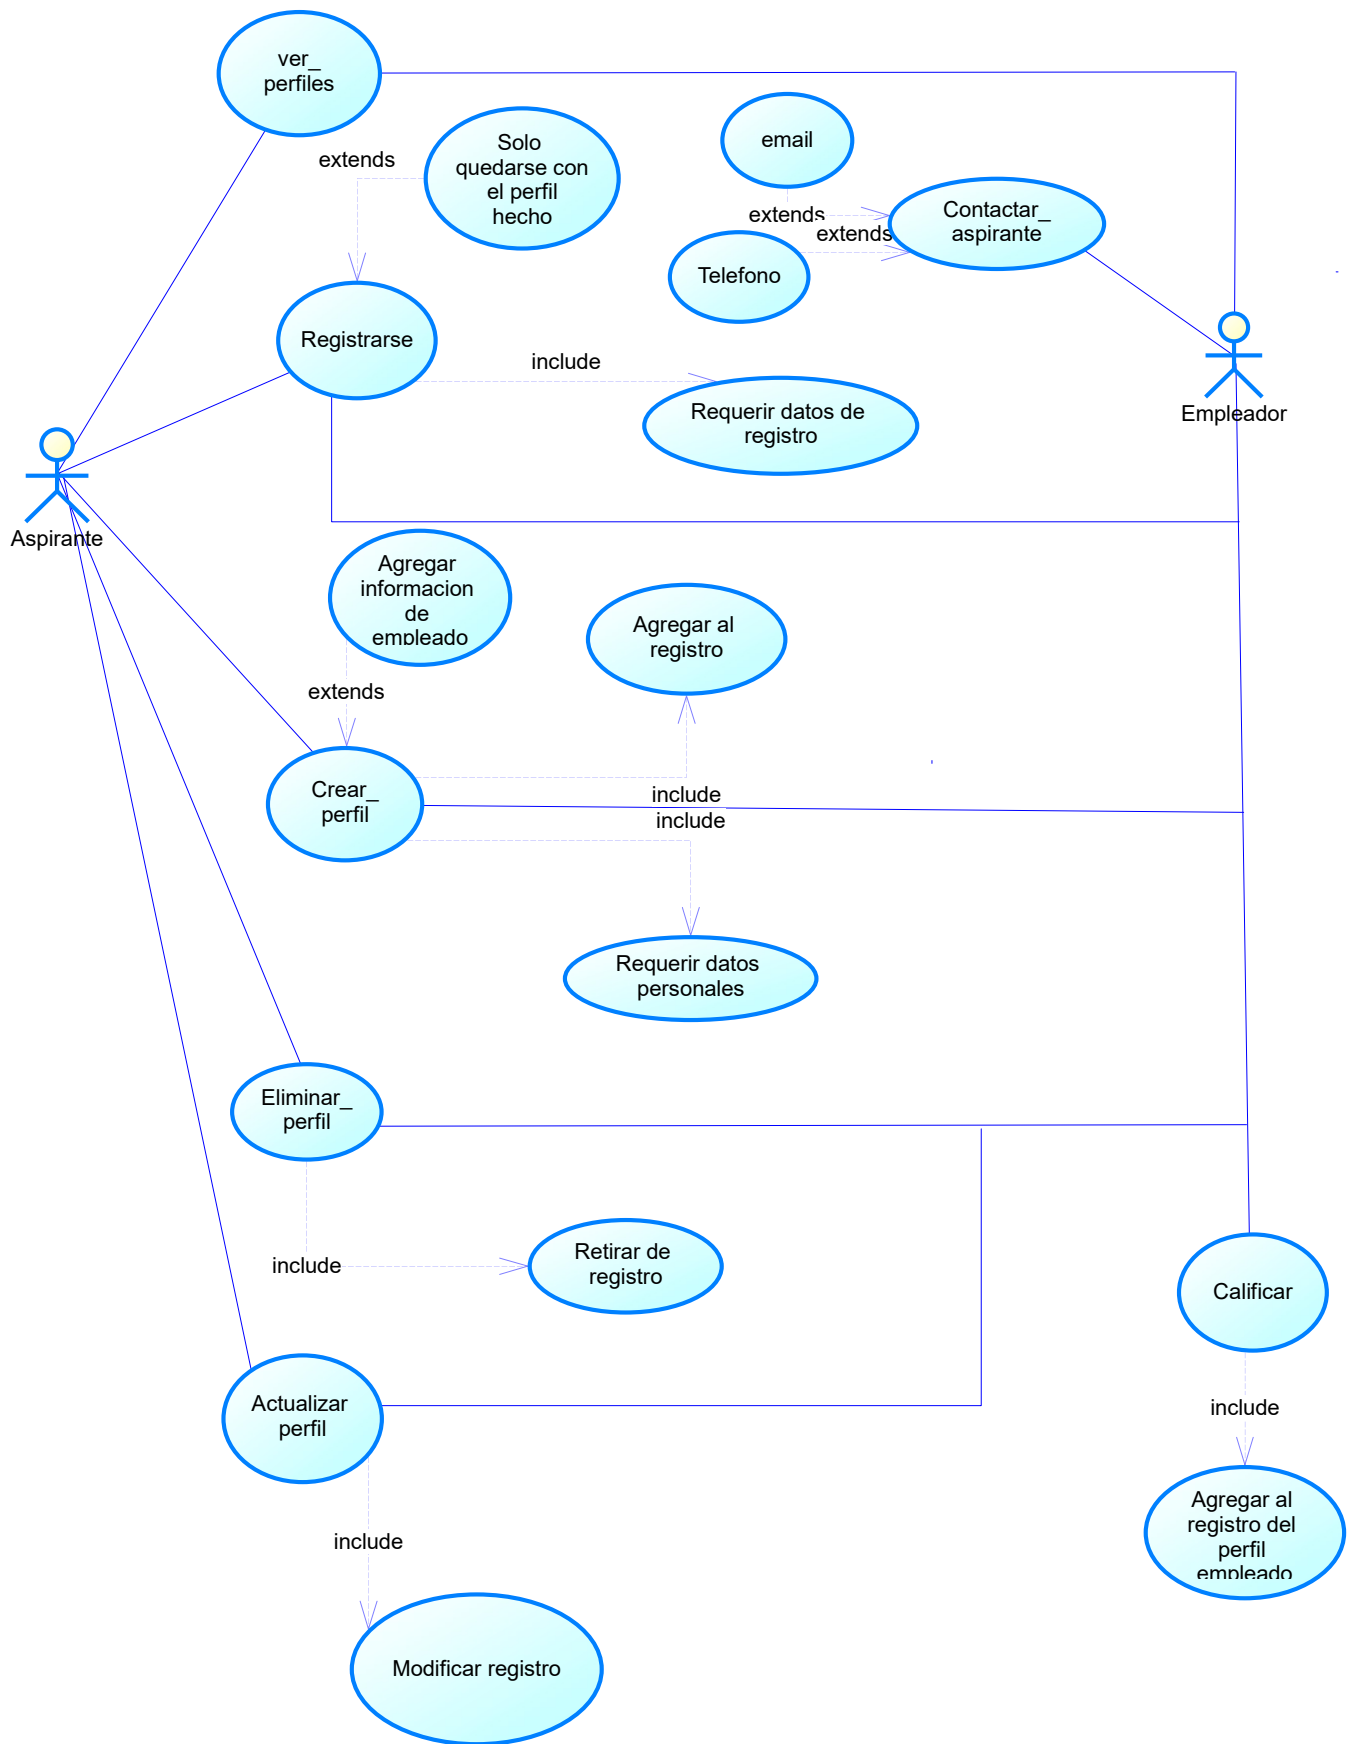 ver_
perfiles
Solo
quedarse con
el perfil
hecho
extends
email
extends
Contactar_
aspirante
extends
Telefono
Registrarse
include
Requerir datos de
registro
Empleador
Aspirante
Agregar
informacion
de
empleado
Agregar al
registro
extends
Crear_
perfil
include
include
Requerir datos
personales
Eliminar_
perfil
Retirar de
registro
include
Calificar
Actualizar
perfil
include
Agregar al
registro del
perfil
empleado
include
Modificar registro